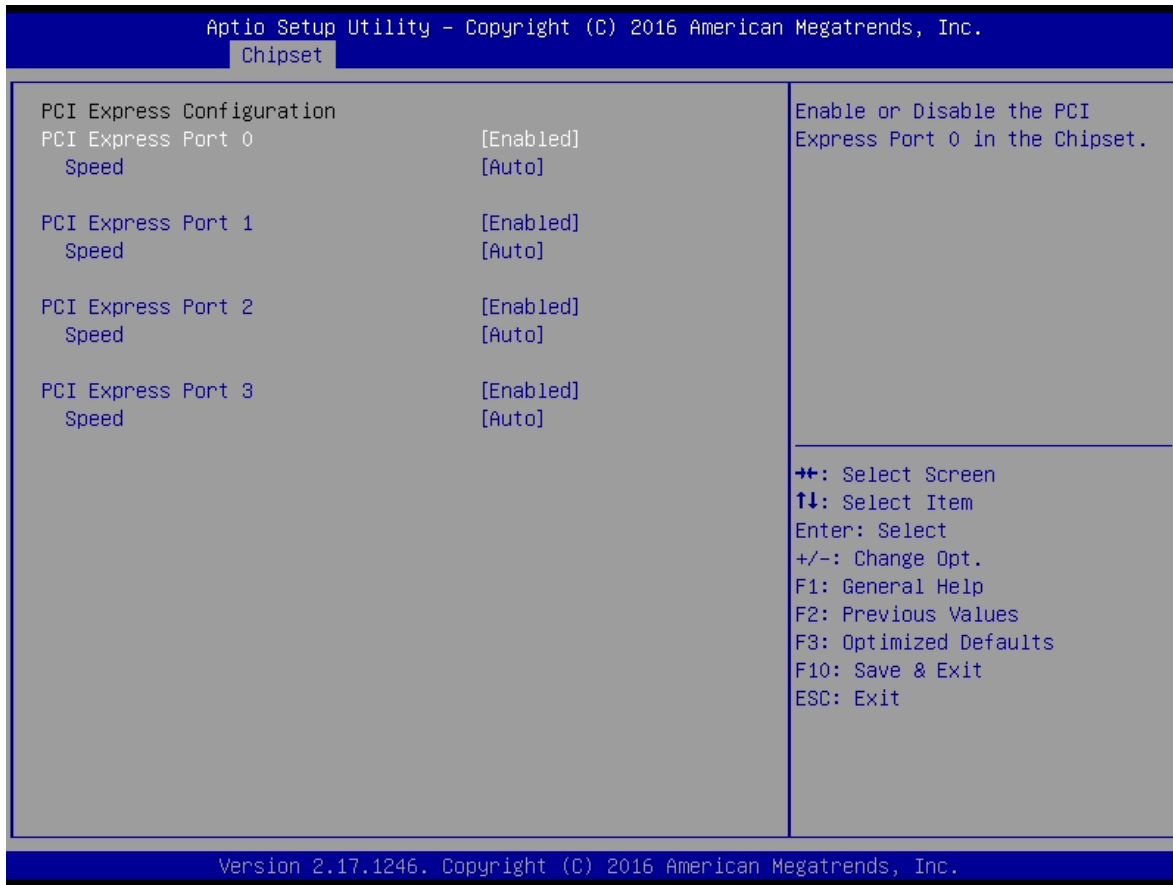 Aptio Setup Utility – Copyright (C) 2016 American Megatrends, Inc.
Chipset
PCI Express Configuration
PCI Express Port 0 [Enabled]
Speed [Auto]
PCI Express Port 1 [Enabled]
Speed [Auto]
PCI Express Port 2 [Enabled]
Speed [Auto]
PCI Express Port 3 [Enabled]
Speed [Auto]
Enable or Disable the PCI
Express Port 0 in the Chipset.
→←: Select Screen
↑↓: Select Item
Enter: Select
+/-: Change Opt.
F1: General Help
F2: Previous Values
F3: Optimized Defaults
F10: Save & Exit
ESC: Exit
Version 2.17.1246. Copyright (C) 2016 American Megatrends, Inc.